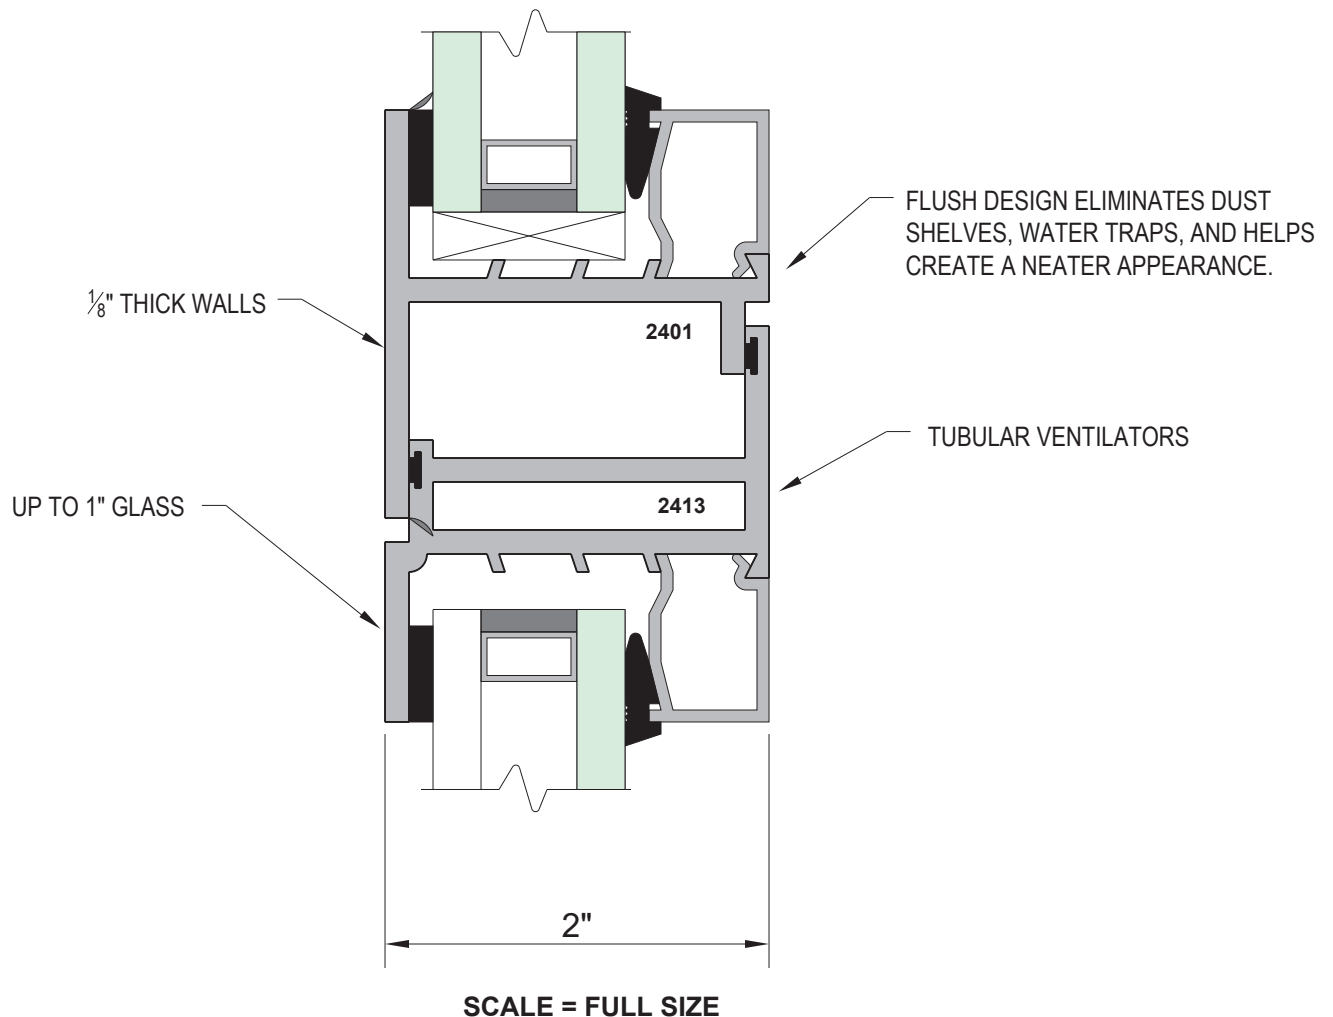 FLUSH DESIGN ELIMINATES DUST
SHELVES, WATER TRAPS, AND HELPS
CREATE A NEATER APPEARANCE.
⅛" THICK WALLS
2401
TUBULAR VENTILATORS
UP TO 1" GLASS
2413
2"
SCALE = FULL SIZE